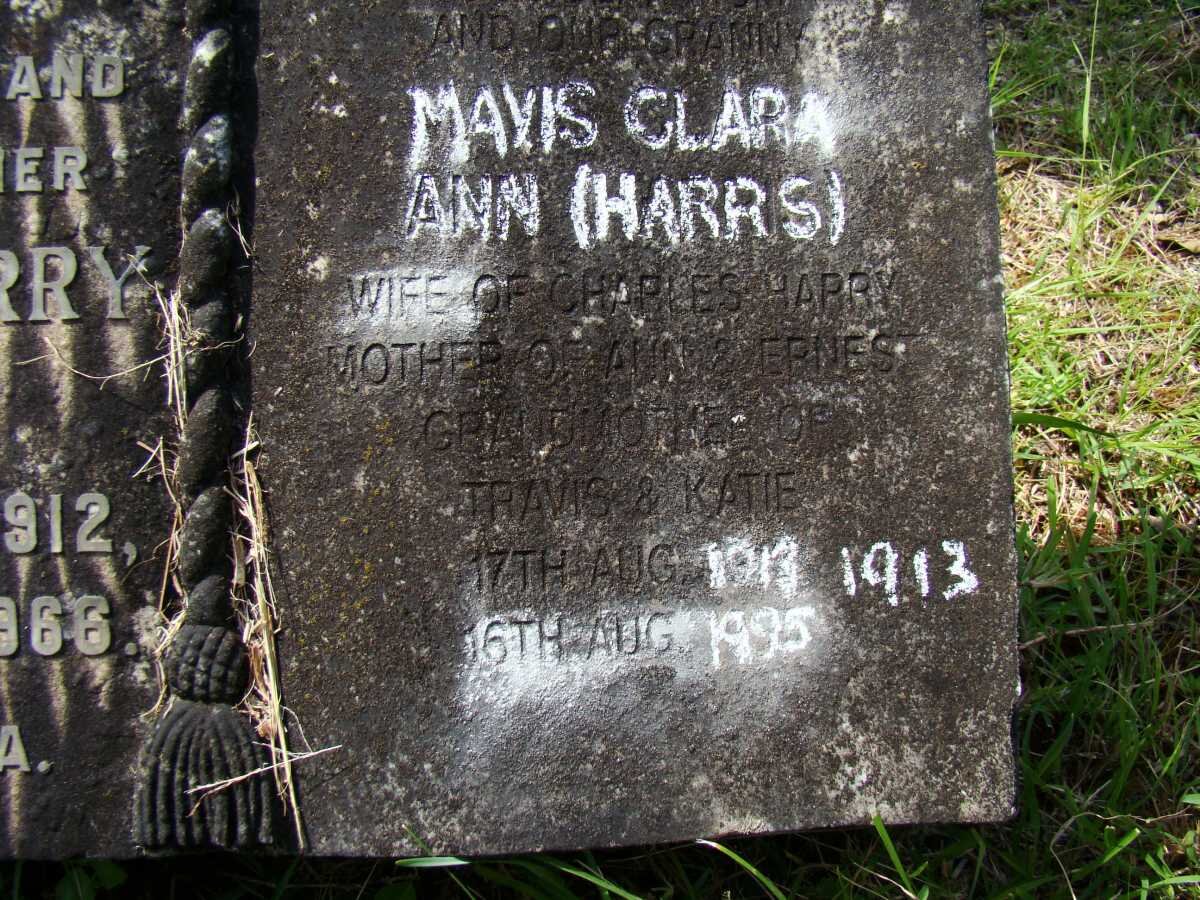 AND OUR GRANNY
MAVIS CLARA
ANN (HARRIS)
WIFE OF CHARLES HARRY
MOTHER OF ANN & ERNEST
GRANDMOTHER OF
TRAVIS & KATIE
17TH AUG. 1913 1913
16TH AUG. 1995
AND
HER
RRY
912,
966.
A.